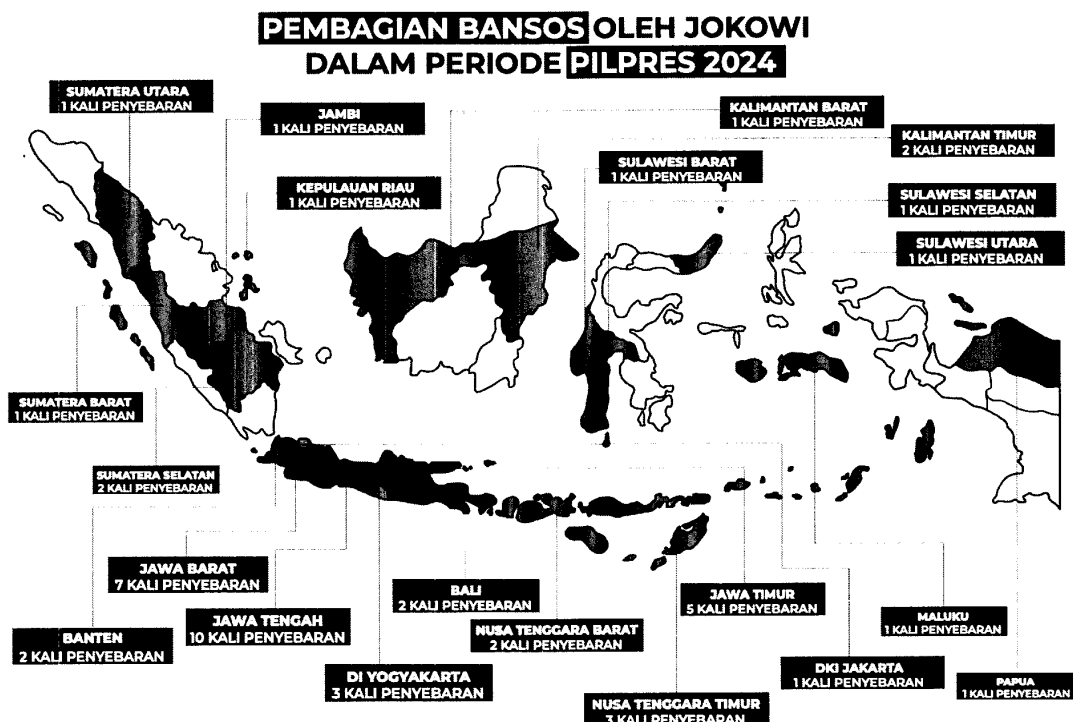 PEMBAGIAN BANSOS OLEH JOKOWI
DALAM PERIODE PILPRES 2024
SUMATERA UTARA
1 KALI PENYEBARAN
JAMBI
1 KALI PENYEBARAN
KALIMANTAN BARAT
1 KALI PENYEBARAN
KALIMANTAN TIMUR
2 KALI PENYEBARAN
SULAWESI BARAT
1 KALI PENYEBARAN
KEPULAUAN RIAU
1 KALI PENYEBARAN
SULAWESI SELATAN
1 KALI PENYEBARAN
SULAWESI UTARA
1 KALI PENYEBARAN
SUMATERA BARAT
1 KALI PENYEBARAN
SUMATERA SELATAN
2 KALI PENYEBARAN
JAWA BARAT
7 KALI PENYEBARAN
BALI
2 KALI PENYEBARAN
JAWA TIMUR
5 KALI PENYEBARAN
JAWA TENGAH
10 KALI PENYEBARAN
MALUKU
1 KALI PENYEBARAN
BANTEN
2 KALI PENYEBARAN
NUSA TENGGARA BARAT
2 KALI PENYEBARAN
DI YOGYAKARTA
3 KALI PENYEBARAN
DKI JAKARTA
1 KALI PENYEBARAN
PAPUA
1 KALI PENYEBARAN
NUSA TENGGARA TIMUR
3 KALI PENYEBARAN